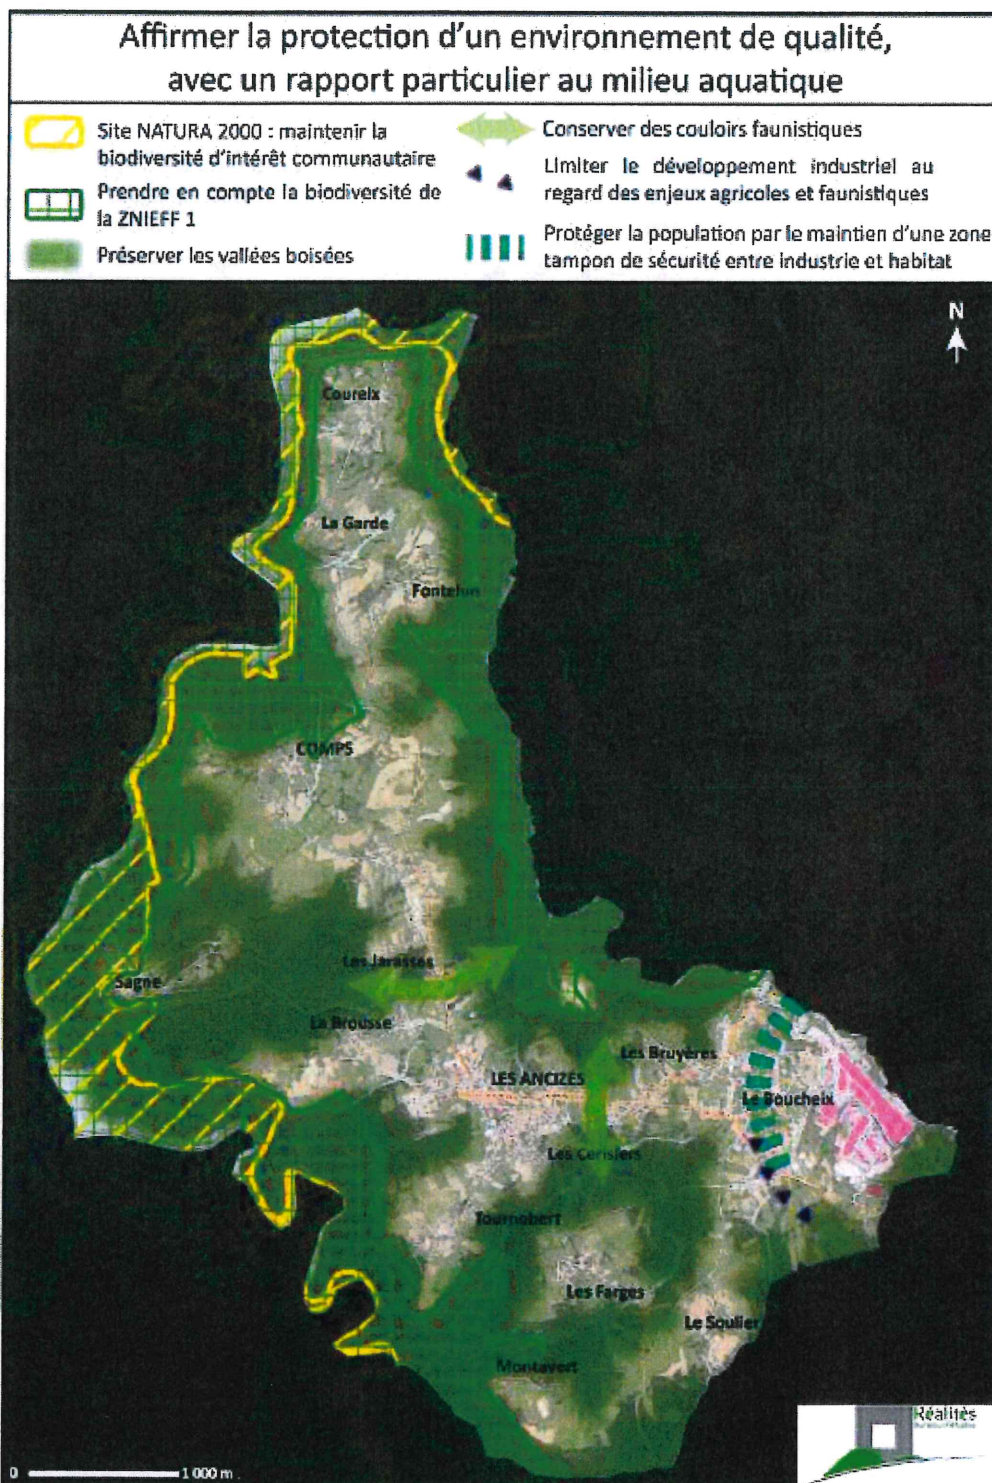 Affirmer la protection d'un environnement de qualité,
avec un rapport particulier au milieu aquatique
Site NATURA 2000 : maintenir la
biodiversité d'intérêt communautaire
Prendre en compte la biodiversité de
la ZNIEFF 1
Préserver les vallées boisées
Conserver des couloirs faunistiques
Limiter le développement industriel au
regard des enjeux agricoles et faunistiques
Protéger la population par le maintien d'une zone
tampon de sécurité entre industrie et habitat
N
Coureix
La Garde
Fontelun
COMPS
Les Jarasses
Sagne
La Brousse
Les Bruyères
LES ANCIZES
Le Boucheix
Les Cerisiers
Tournobert
Les Farges
Le Soulier
Montavert
Réalités
0 1 000 m